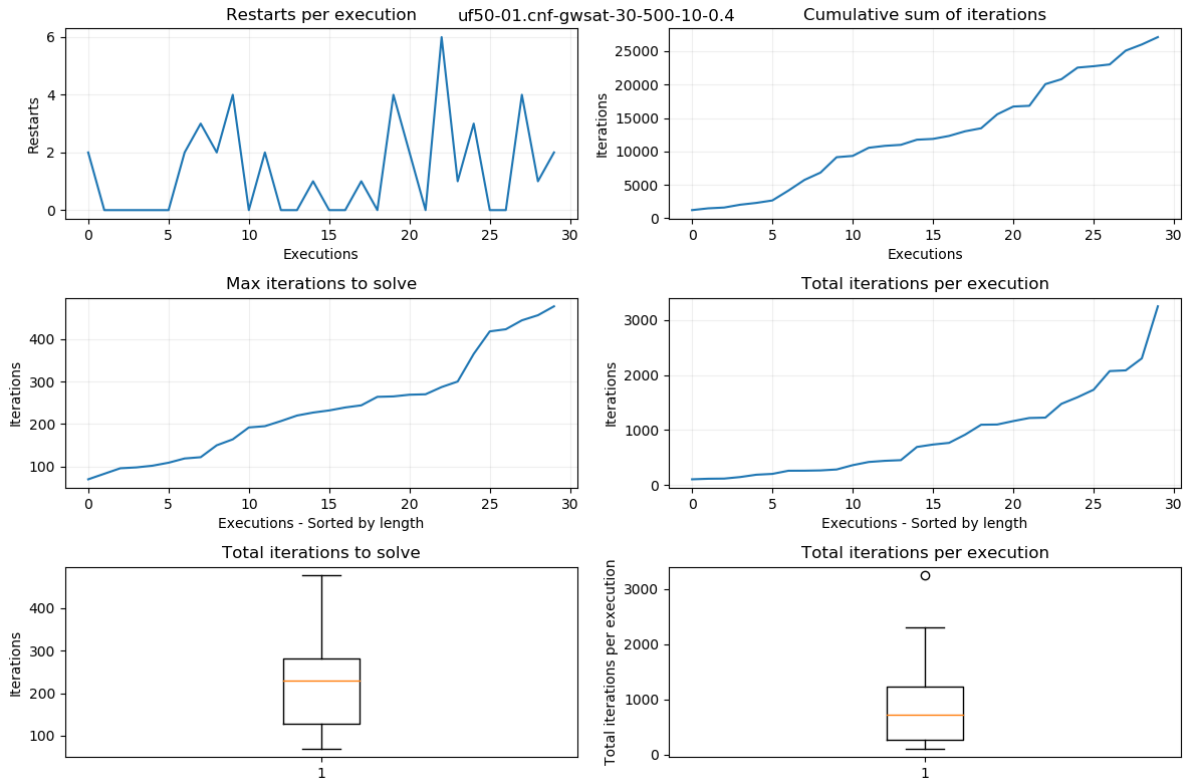 uf50-01.cnf-gwsat-30-500-10-0.4
Restarts per execution
Restarts
6
4
2
0
0 5 10 15 20 25 30
Executions
Cumulative sum of iterations
Iterations
25000
20000
15000
10000
5000
0
0 5 10 15 20 25 30
Executions
Max iterations to solve
Iterations
400
300
200
100
0 5 10 15 20 25 30
Executions - Sorted by length
Total iterations per execution
Iterations
3000
2000
1000
0
0 5 10 15 20 25 30
Executions - Sorted by length
Total iterations to solve
Iterations
400
300
200
100
1
Total iterations per execution
Total iterations per execution
3000
2000
1000
0
1